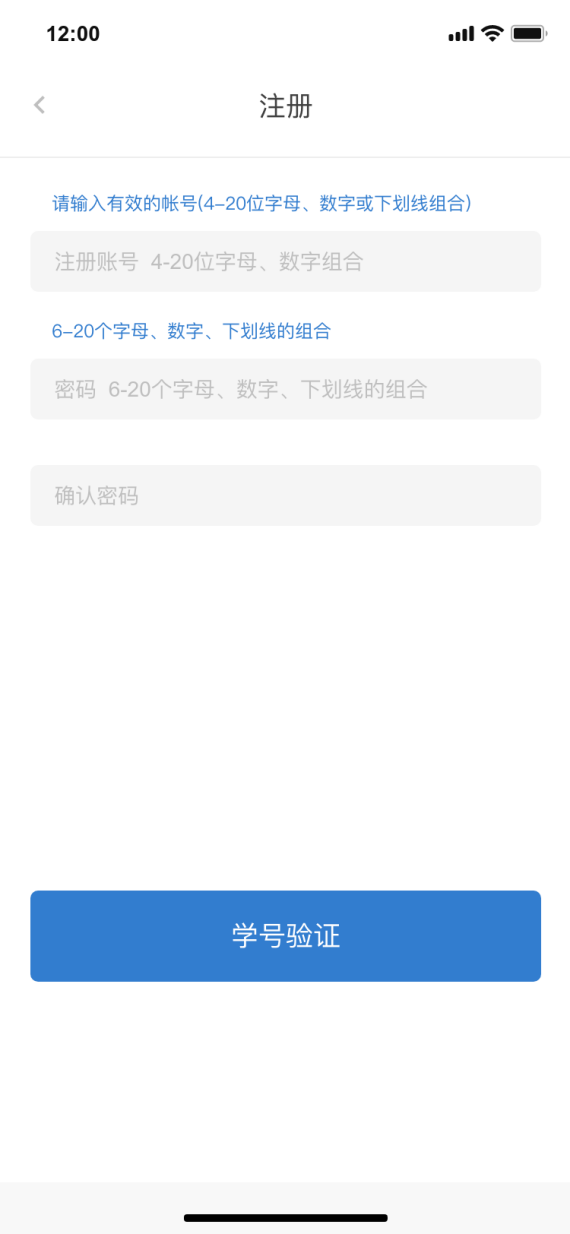 12:00
注册
请输入有效的帐号(4-20位字母、数字或下划线组合)
注册账号 4-20位字母、数字组合
6-20个字母、数字、下划线的组合
密码 6-20个字母、数字、下划线的组合
确认密码
学号验证